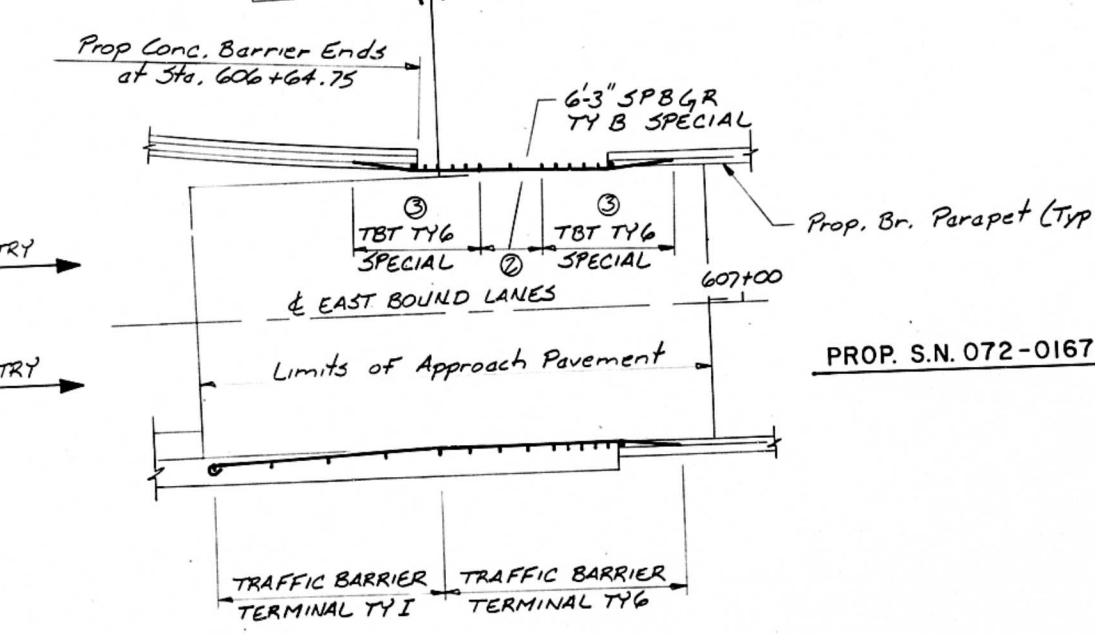 Prop Conc. Barrier Ends
at Sta. 606+64.75
6'-3" SPBGR
TY B SPECIAL
③ ③
TBT TY6 TBT TY6
SPECIAL ② SPECIAL
Prop. Br. Parapet (Typ
TRY
607+00
℄ EAST BOUND LANES
TRY
Limits of Approach Pavement
PROP. S.N. 072-0167
TRAFFIC BARRIER TRAFFIC BARRIER
TERMINAL TY I TERMINAL TY6